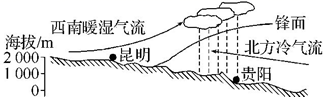 西南暖湿气流
锋面
海拔/m
昆明
北方冷气流
2 000
1 000
0
贵阳